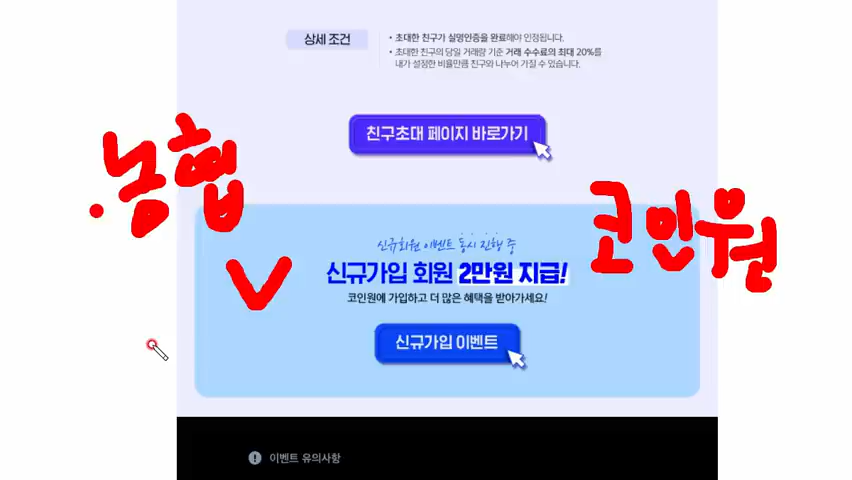 상세 조건
• 초대한 친구가 실명인증을 완료해야 인정됩니다.
• 초대한 친구의 당일 거래량 기준 거래 수수료의 최대 20%를
내가 설정한 비율만큼 친구와 나누어 가질 수 있습니다.
친구초대 페이지 바로가기
.농협
코인원
신규회원 이벤트 동시 진행 중
신규가입 회원 2만원 지급!
코인원에 가입하고 더 많은 혜택을 받아가세요!
신규가입 이벤트
이벤트 유의사항